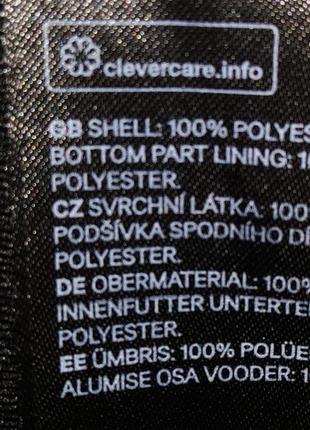 clevercare.info
GB SHELL: 100% POLYES
BOTTOM PART LINING: 1
POLYESTER.
CZ SVRCHNÍ LÁTKA: 100
PODŠÍVKA SPODNÍHO DÍ
POLYESTER.
DE OBERMATERIAL: 100%
INNENFUTTER UNTERTE
POLYESTER.
EE ÜMBRIS: 100% POLÜE
ALUMISE OSA VOODER: 1